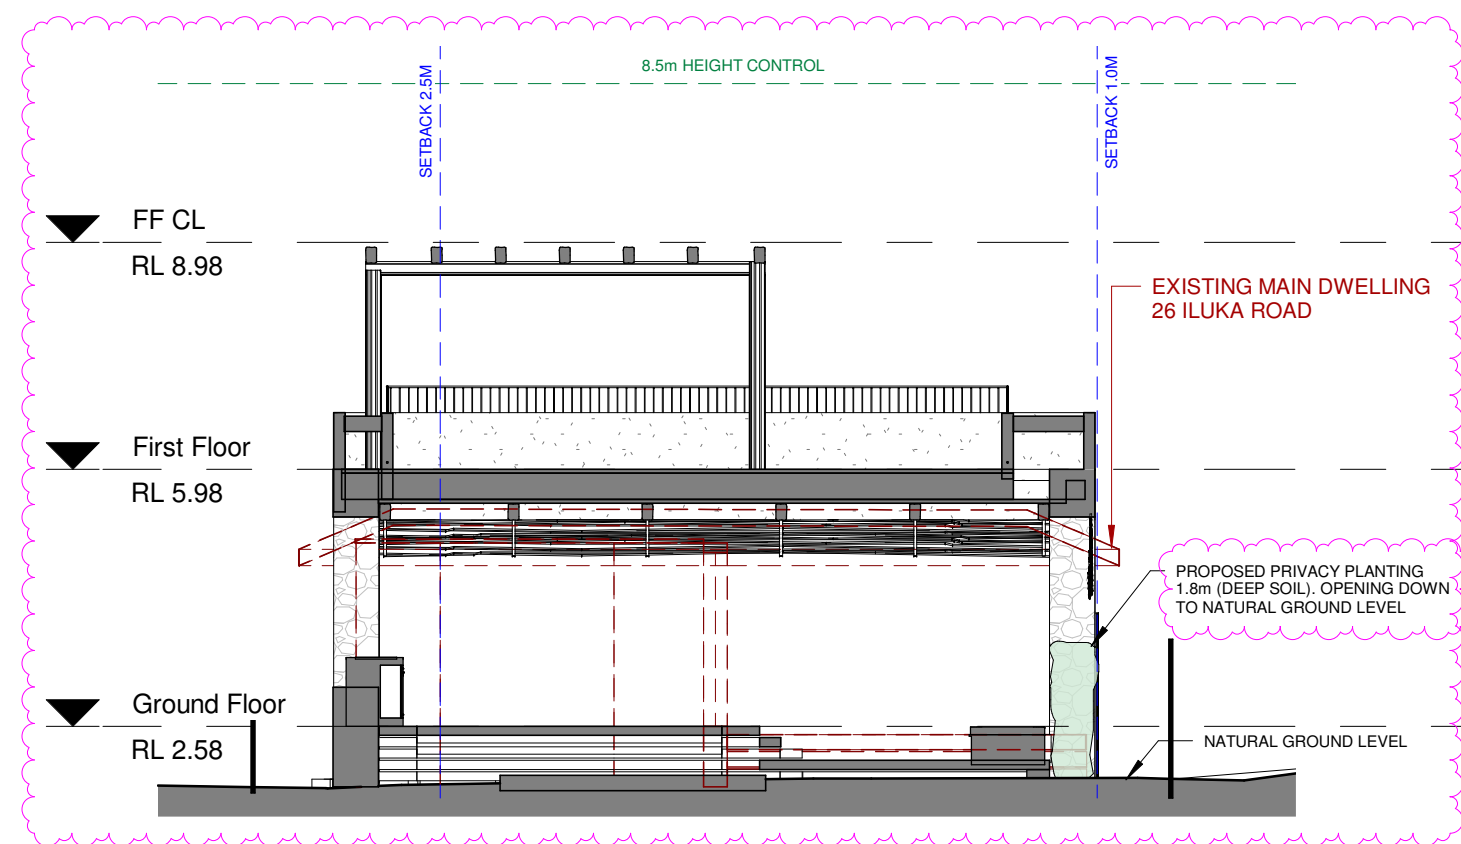 8.5m HEIGHT CONTROL
SETBACK 2.5M
SETBACK 1.0M
FF CL
RL 8.98
EXISTING MAIN DWELLING
26 ILUKA ROAD
First Floor
RL 5.98
PROPOSED PRIVACY PLANTING
1.8m (DEEP SOIL). OPENING DOWN
TO NATURAL GROUND LEVEL
Ground Floor
RL 2.58
NATURAL GROUND LEVEL